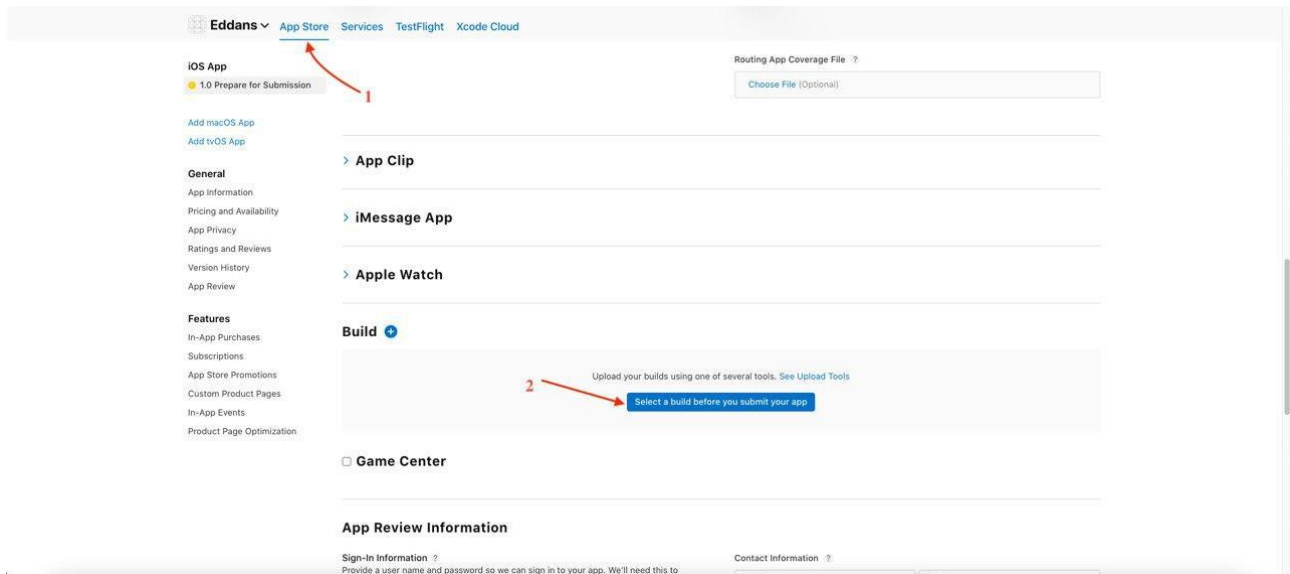 Eddans App Store Services TestFlight Xcode Cloud
iOS App
1.0 Prepare for Submission
1
Add macOS App
Add tvOS App
General
App Information
Pricing and Availability
App Privacy
Ratings and Reviews
Version History
App Review
Features
In-App Purchases
Subscriptions
App Store Promotions
Custom Product Pages
In-App Events
Product Page Optimization
Routing App Coverage File ?
Choose File (Optional)
App Clip
iMessage App
Apple Watch
Build
Upload your builds using one of several tools. See Upload Tools
2
Select a build before you submit your app
Game Center
App Review Information
Sign-In Information ?
Provide a user name and password so we can sign in to your app. We'll need this to
Contact Information ?